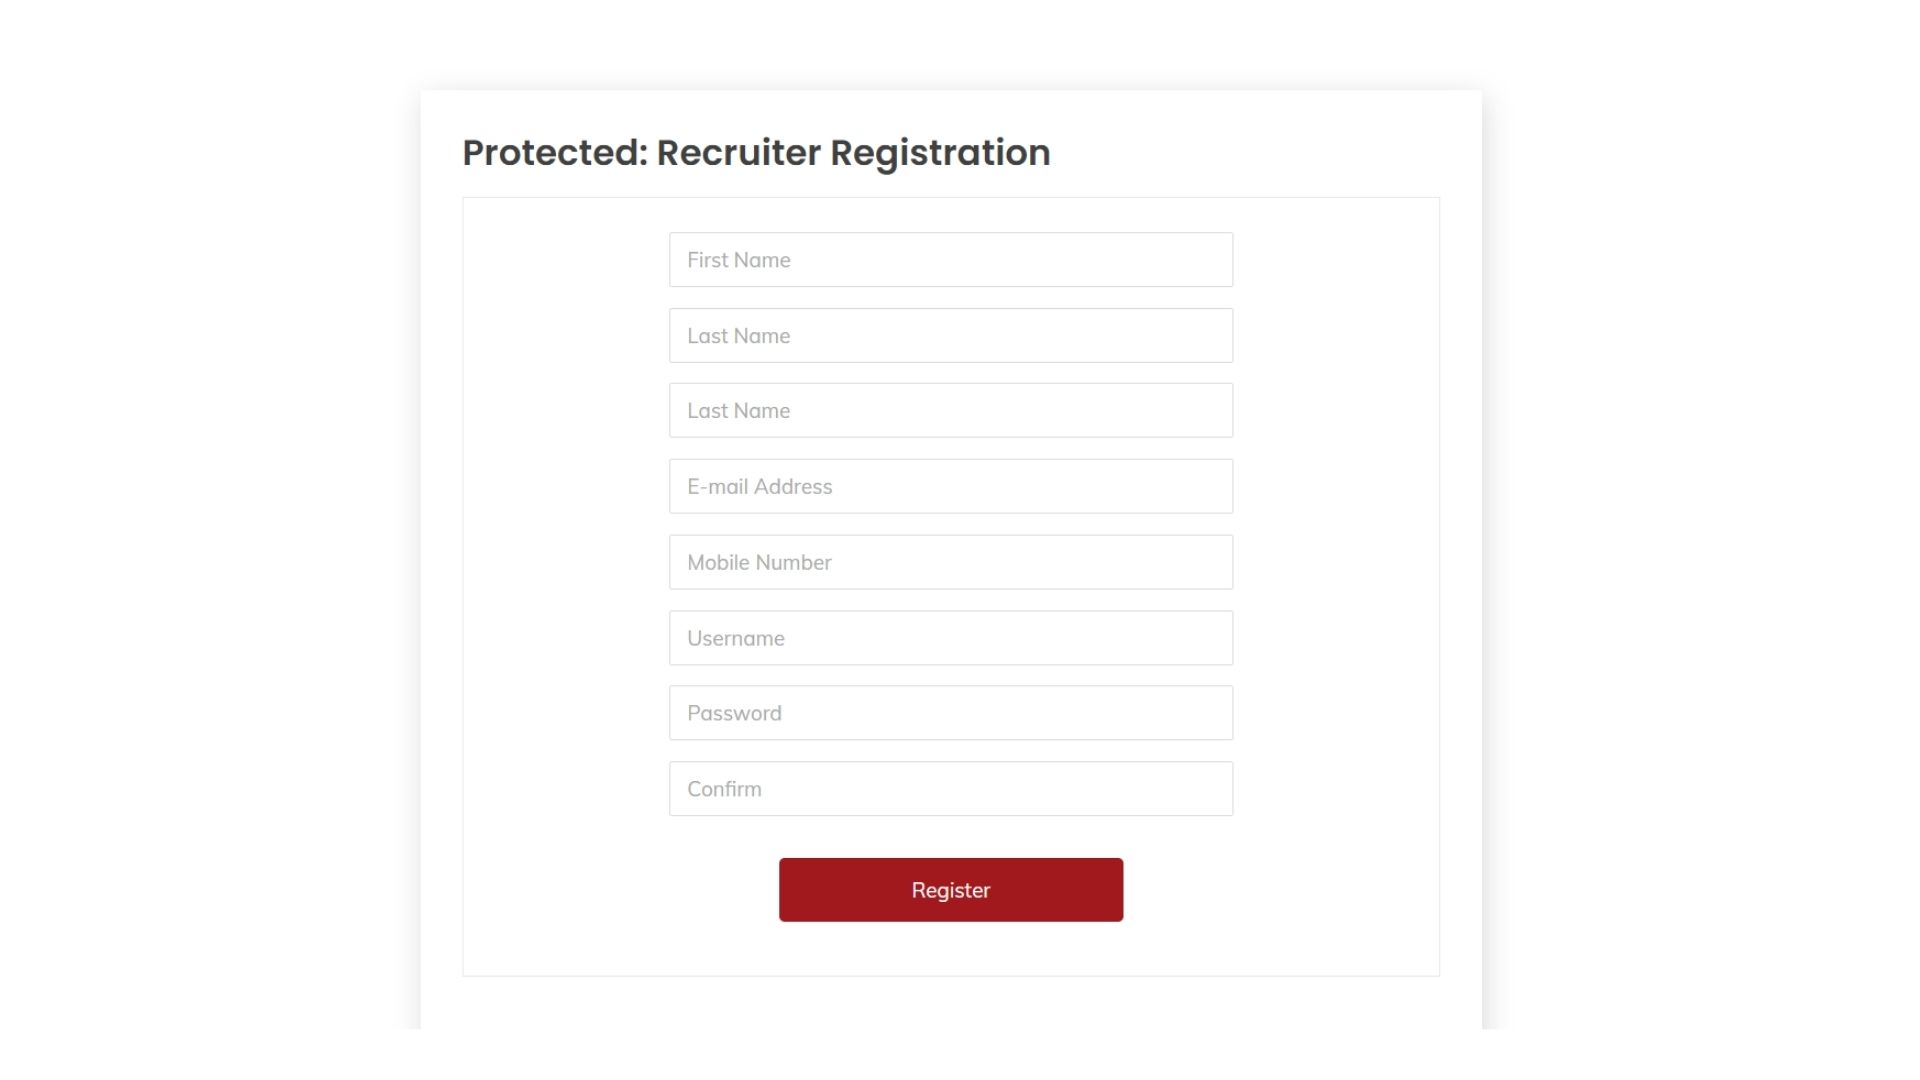 Protected: Recruiter Registration
First Name
Last Name
Last Name
E-mail Address
Mobile Number
Username
Password
Confirm
Register